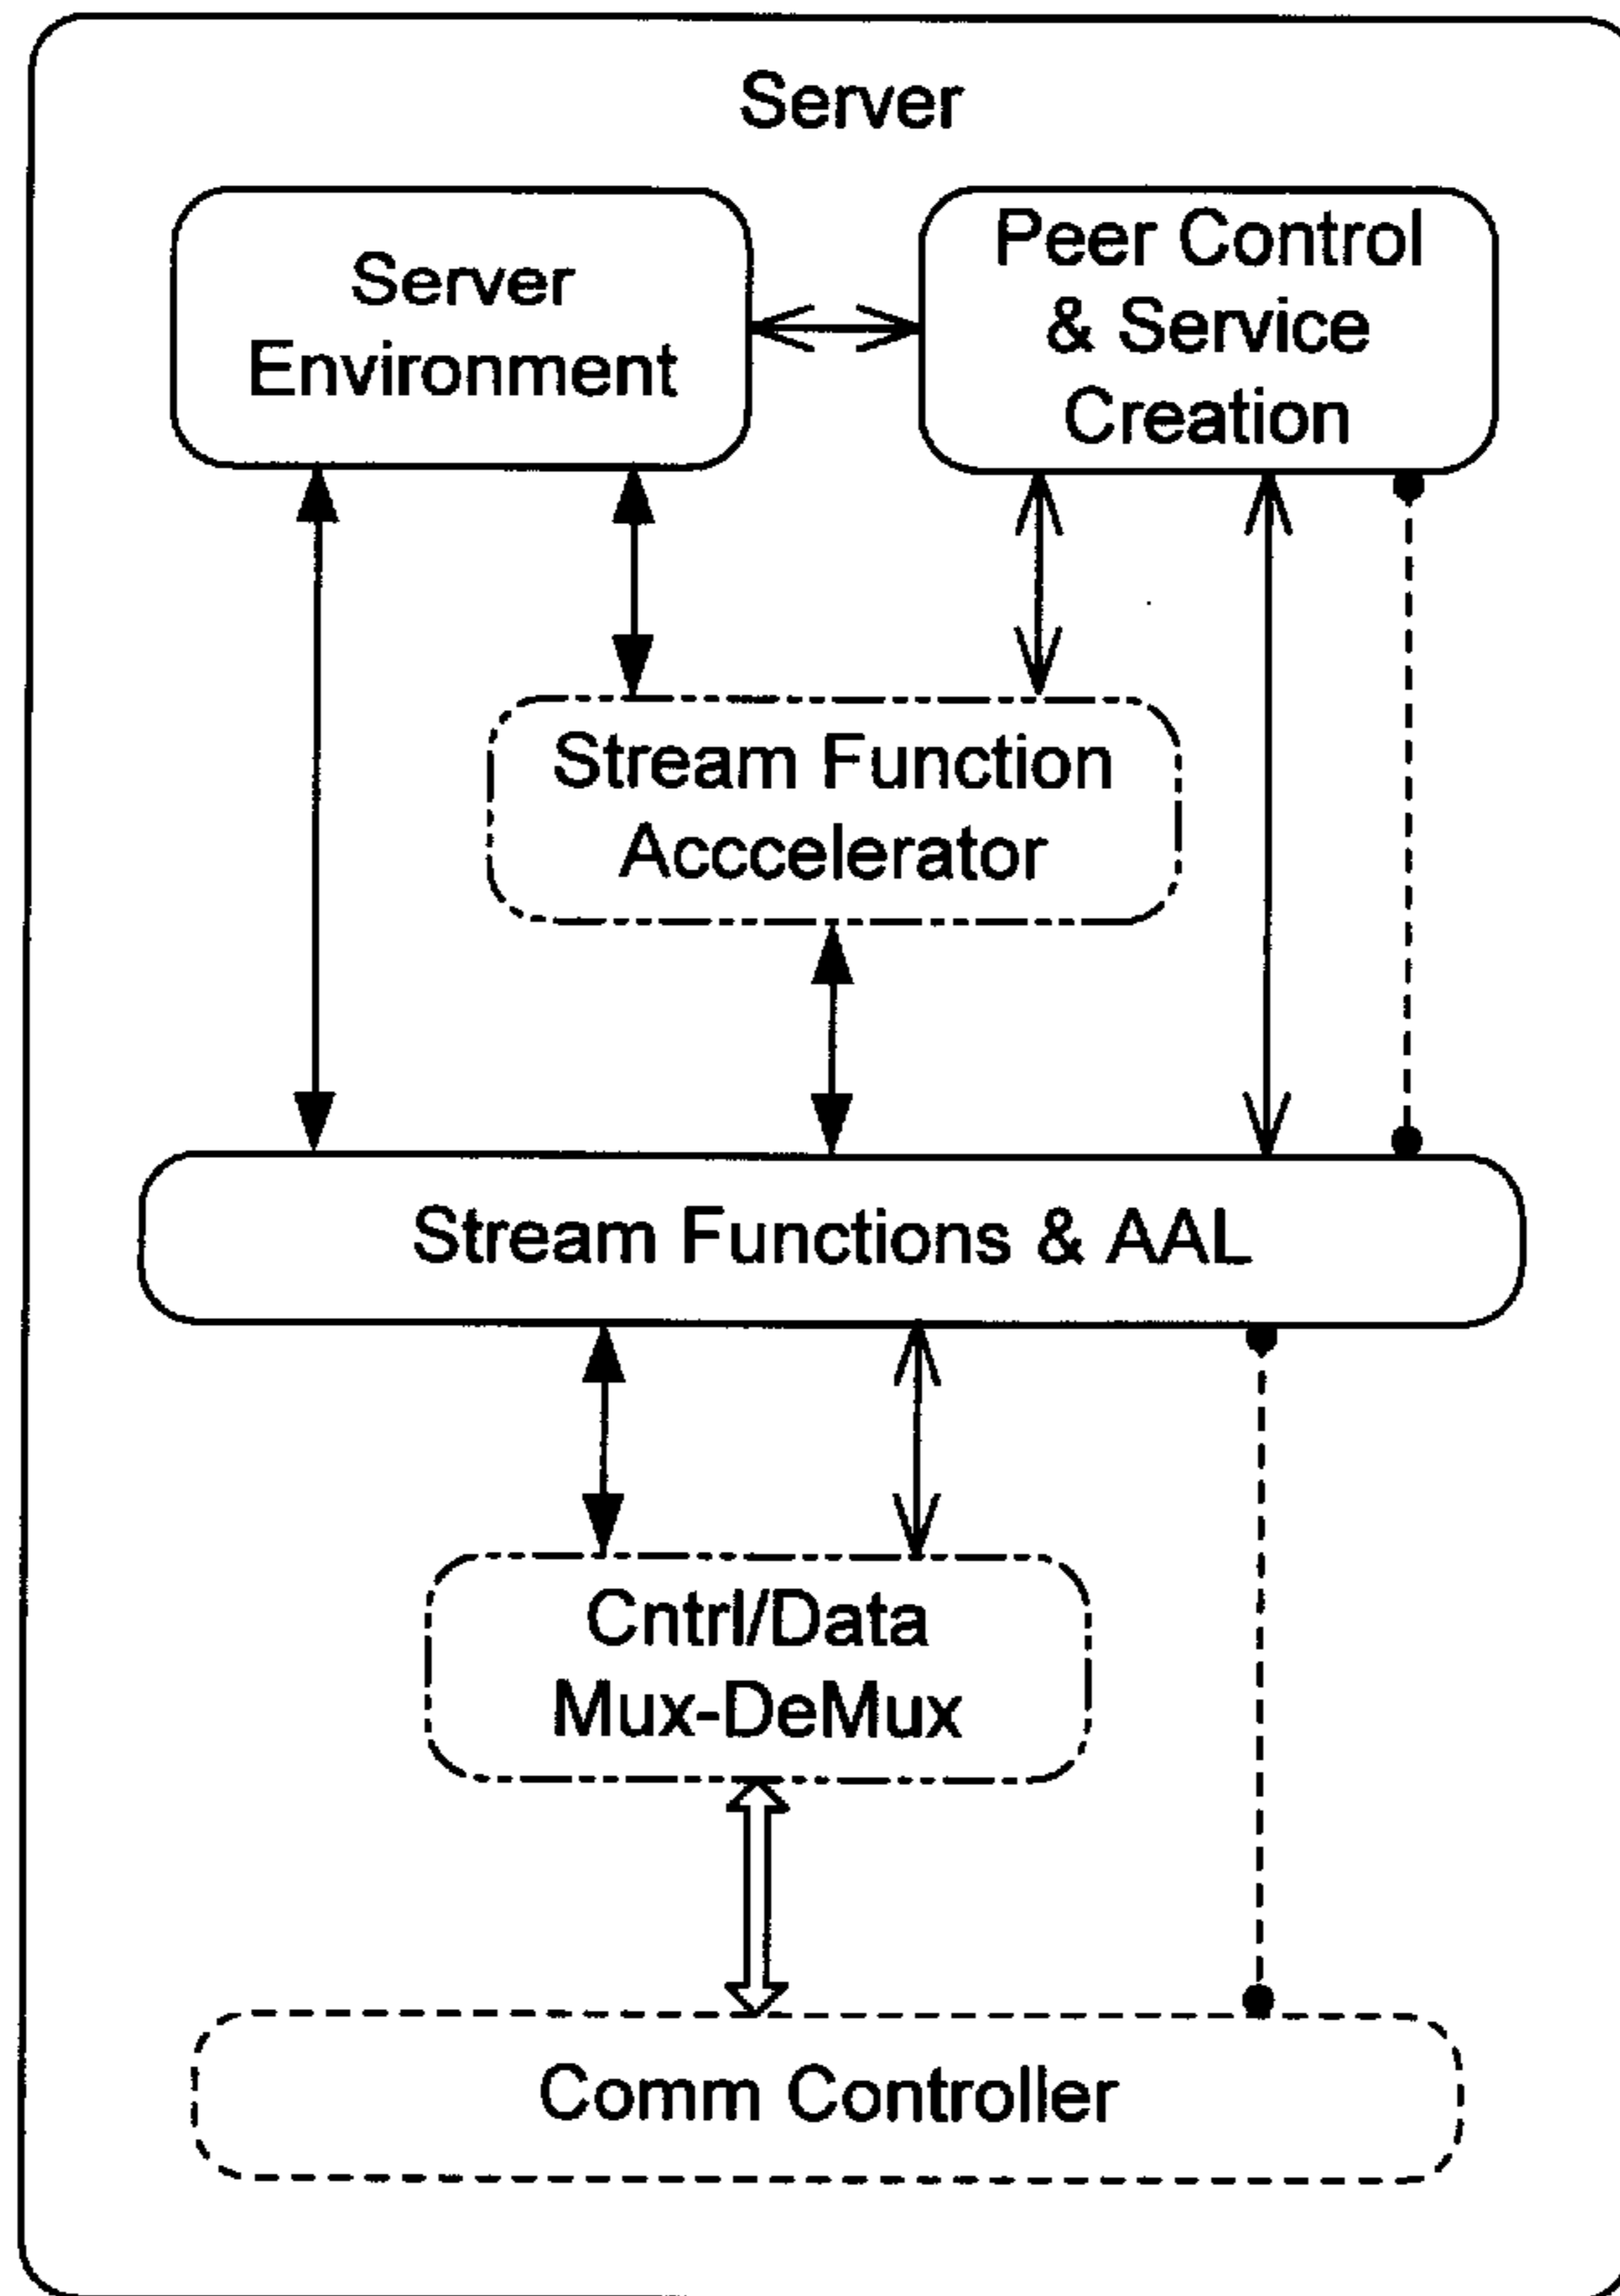 Server
Server
Environment
Peer Control
& Service
Creation
Stream Function
Acccelerator
Stream Functions & AAL
Cntrl/Data
Mux-DeMux
Comm Controller